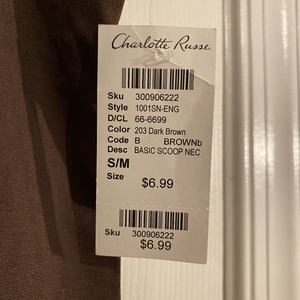 Charlotte Russe
Sku 300906222
Style 1001SN-ENG
D/CL 66-6699
Color 203 Dark Brown
Code B BROWNb
Desc BASIC SCOOP NEC
S/M
Size $6.99
Sku 300906222
$6.99